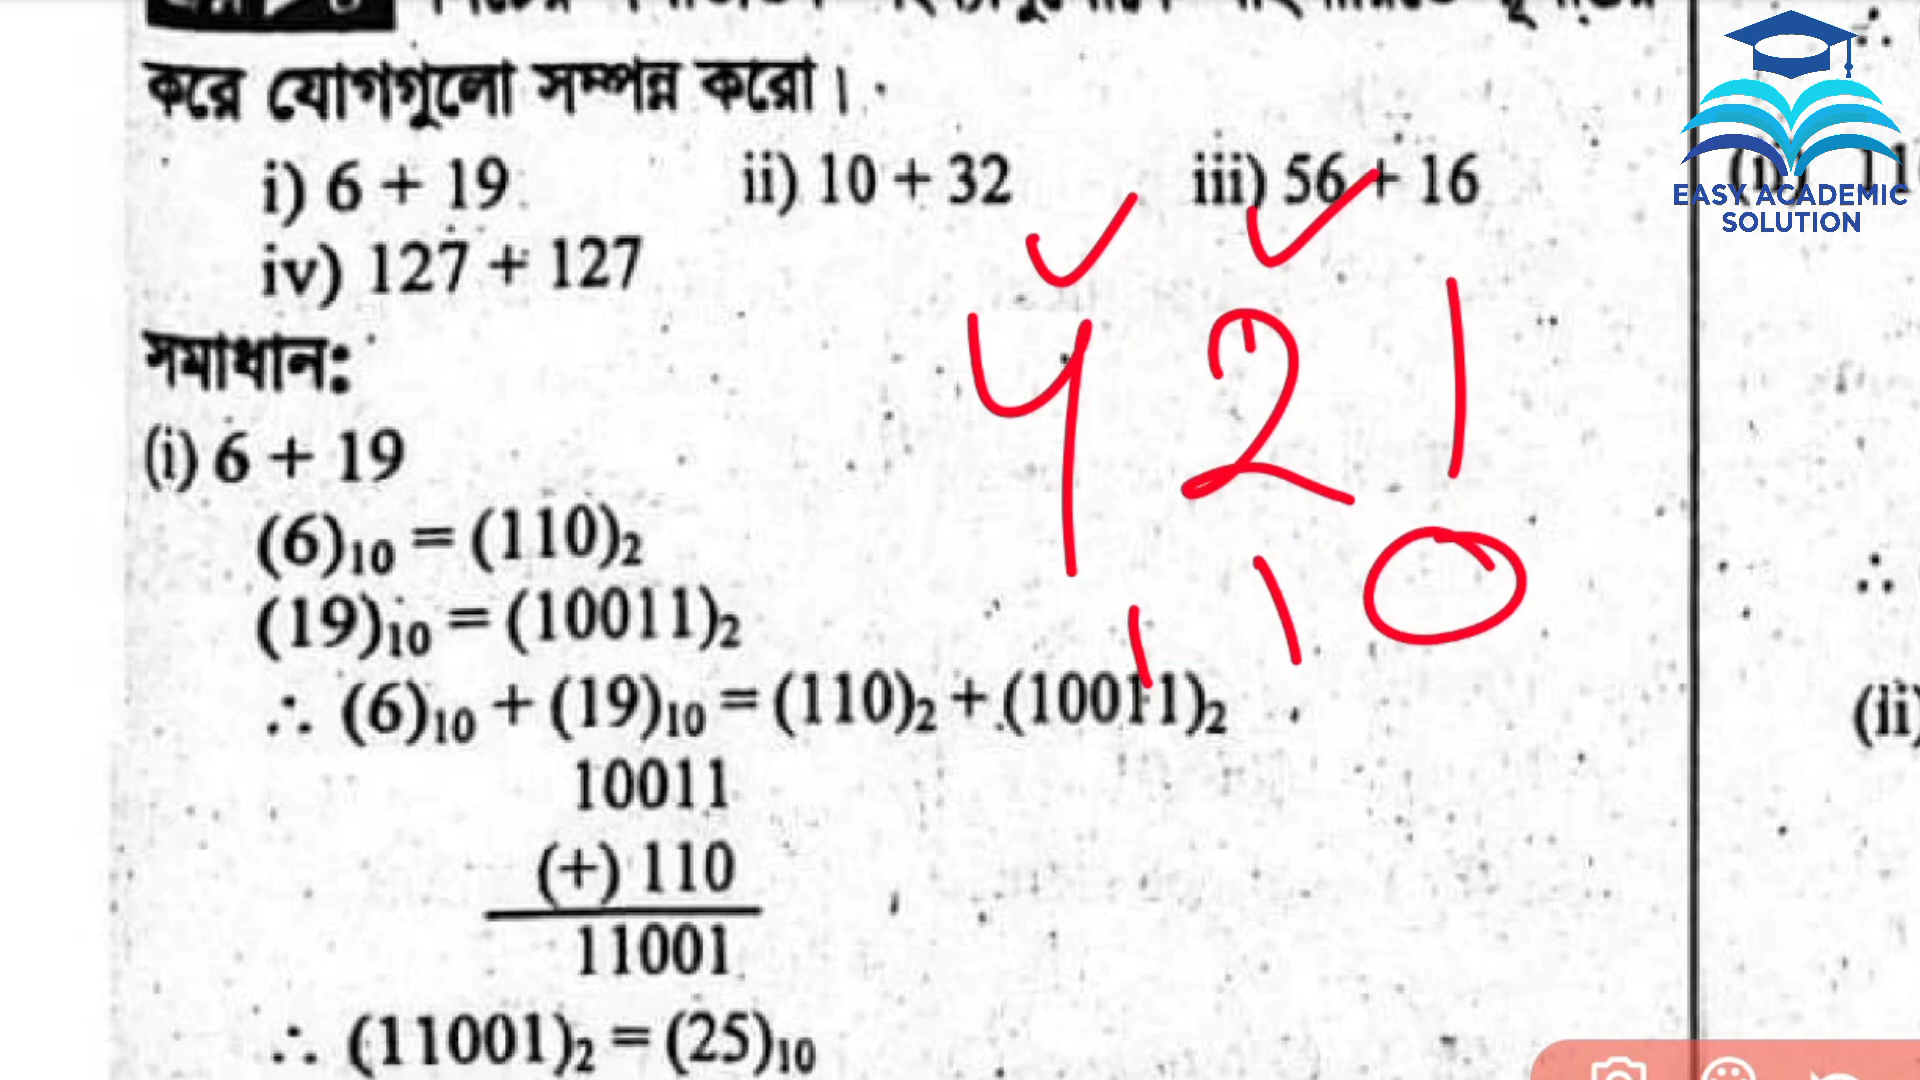 করে যোগগুলো সম্পন্ন করো।
i) 6 + 19
ii) 10 + 32
iii) 56 + 16
iv) 127 + 127
সমাধান:
(i) 6 + 19
(6)₁₀ = (110)₂
(19)₁₀ = (10011)₂
∴ (6)₁₀ + (19)₁₀ = (110)₂ + (10011)₂
10011
(+) 110
11001
∴ (11001)₂ = (25)₁₀
4 2 1
1 1 0
EASY ACADEMIC
SOLUTION
(ii)